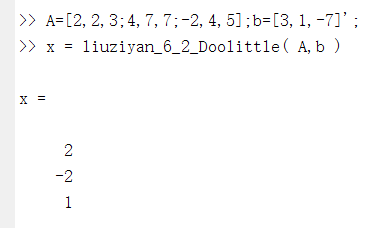 >> A=[2,2,3;4,7,7;-2,4,5];b=[3,1,-7]';
>> x = liuziyan_6_2_Doolittle( A,b )
x =
2
-2
1